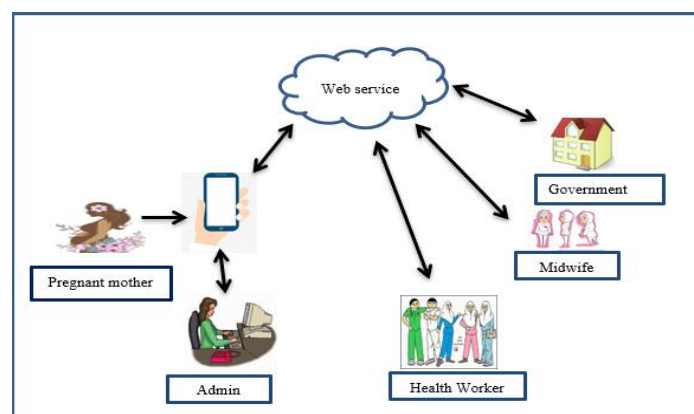 Web service
Government
Midwife
Pregnant mother
Admin
Health Worker